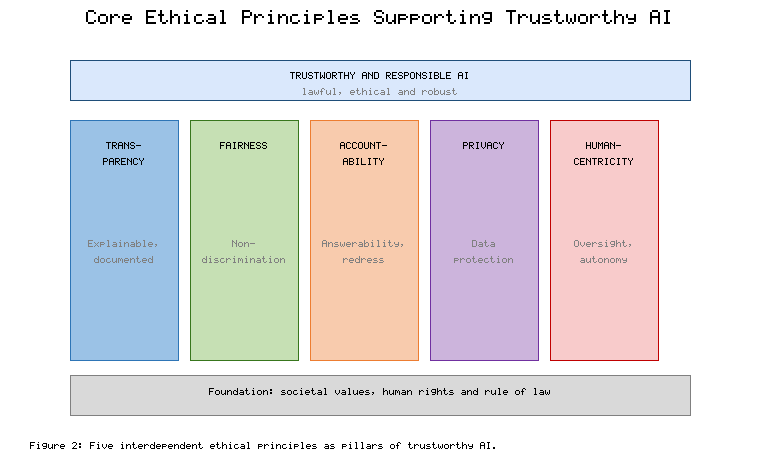 Core Ethical Principles Supporting Trustworthy AI
TRUSTWORTHY AND RESPONSIBLE AI
lawful, ethical and robust
TRANS-
PARENCY
Explainable,
documented
FAIRNESS
Non-
discrimination
ACCOUNT-
ABILITY
Answerability,
redress
PRIVACY
Data
protection
HUMAN-
CENTRICITY
Oversight,
autonomy
Foundation: societal values, human rights and rule of law
Figure 2: Five interdependent ethical principles as pillars of trustworthy AI.